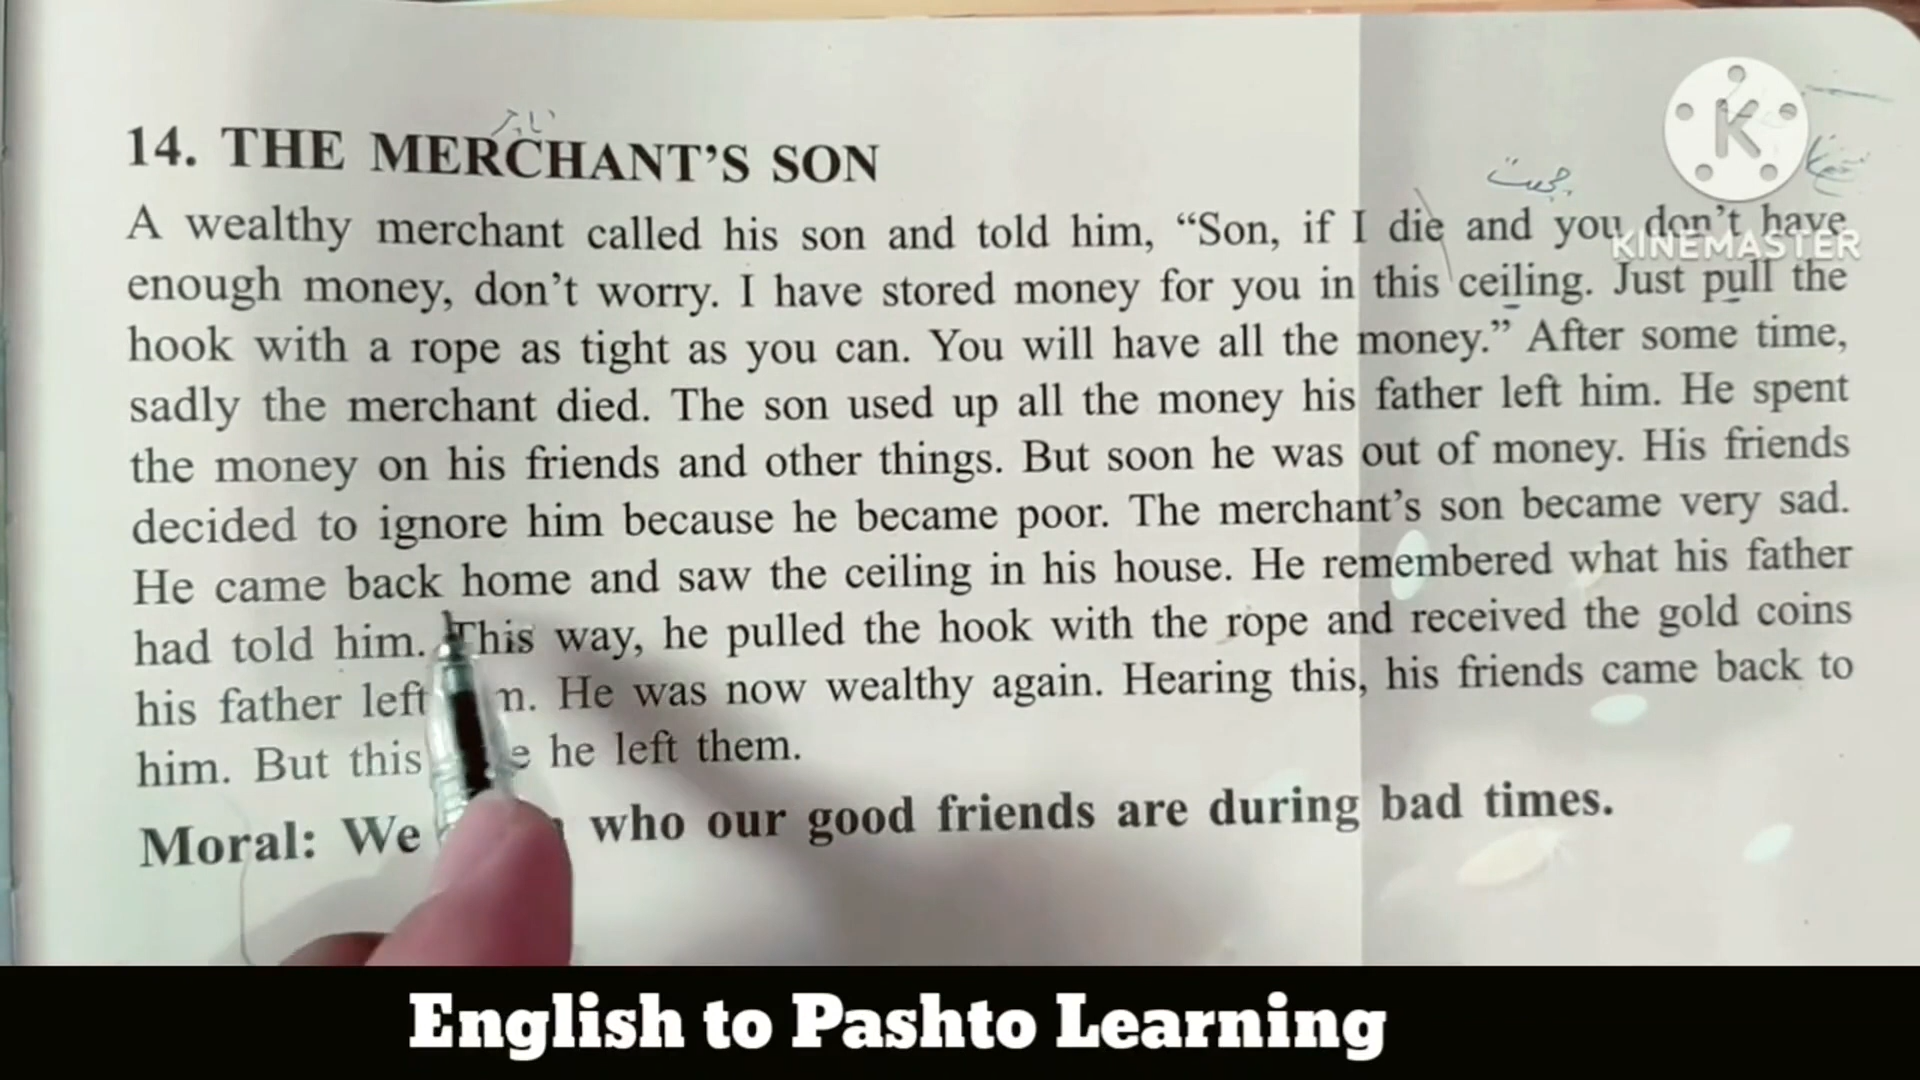 14. THE MERCHANT'S SON
A wealthy merchant called his son and told him, “Son, if I die and you don't have
enough money, don't worry. I have stored money for you in this ceiling. Just pull the
hook with a rope as tight as you can. You will have all the money.” After some time,
sadly the merchant died. The son used up all the money his father left him. He spent
the money on his friends and other things. But soon he was out of money. His friends
decided to ignore him because he became poor. The merchant's son became very sad.
He came back home and saw the ceiling in his house. He remembered what his father
had told him. This way, he pulled the hook with the rope and received the gold coins
his father left. He was now wealthy again. Hearing this, his friends came back to
him. But this he left them.
Moral: We who our good friends are during bad times.
K
KINEMASTER
English to Pashto Learning